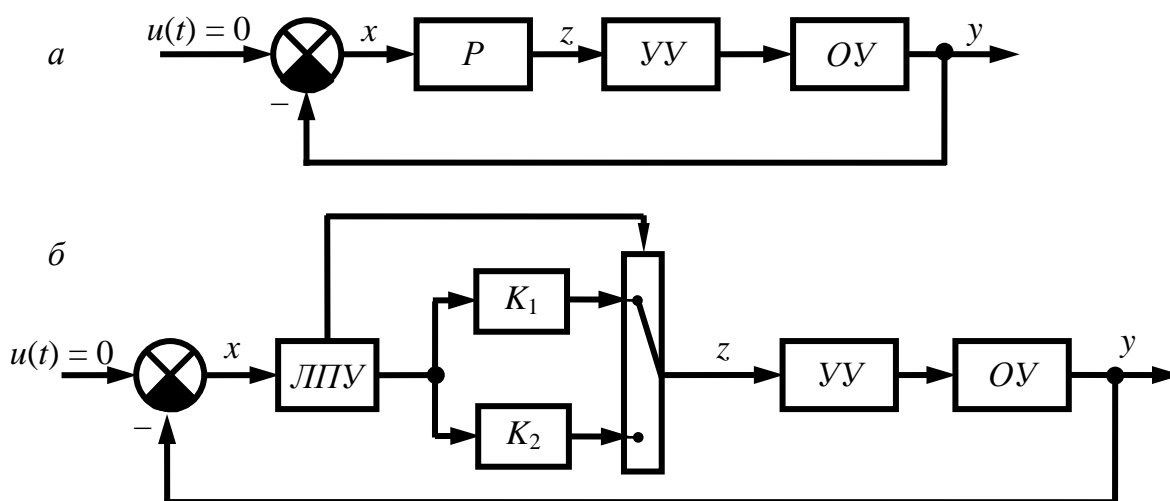 а
u(t) = 0
x
P
z
УУ
ОУ
y
−
б
u(t) = 0
x
ЛПУ
K1
K2
z
УУ
ОУ
y
−